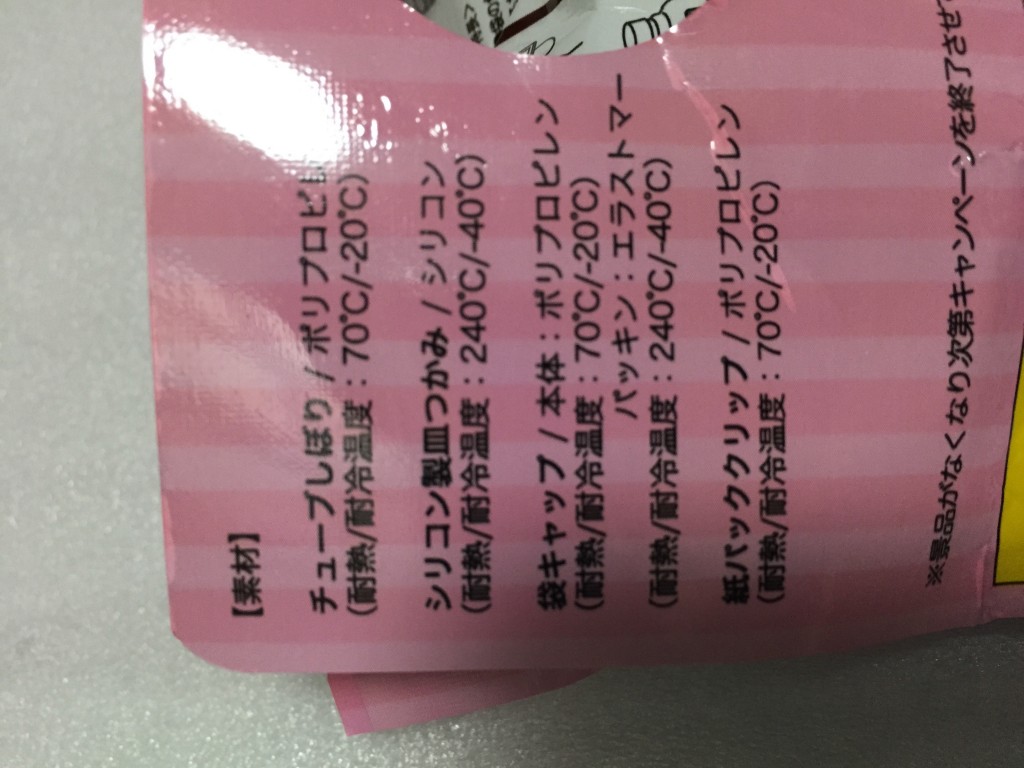 【素材】
チューブしぼり / ポリプロピレ
(耐熱/耐冷温度：70℃/-20℃)
シリコン製皿つかみ / シリコン
(耐熱/耐冷温度：240℃/-40℃)
袋キャップ / 本体：ポリプロピレン
(耐熱/耐冷温度：70℃/-20℃)
パッキン：エラストマー
(耐熱/耐冷温度：240℃/-40℃)
紙パッククリップ / ポリプロピレン
(耐熱/耐冷温度：70℃/-20℃)
※景品がなくなり次第キャンペーンを終了させ